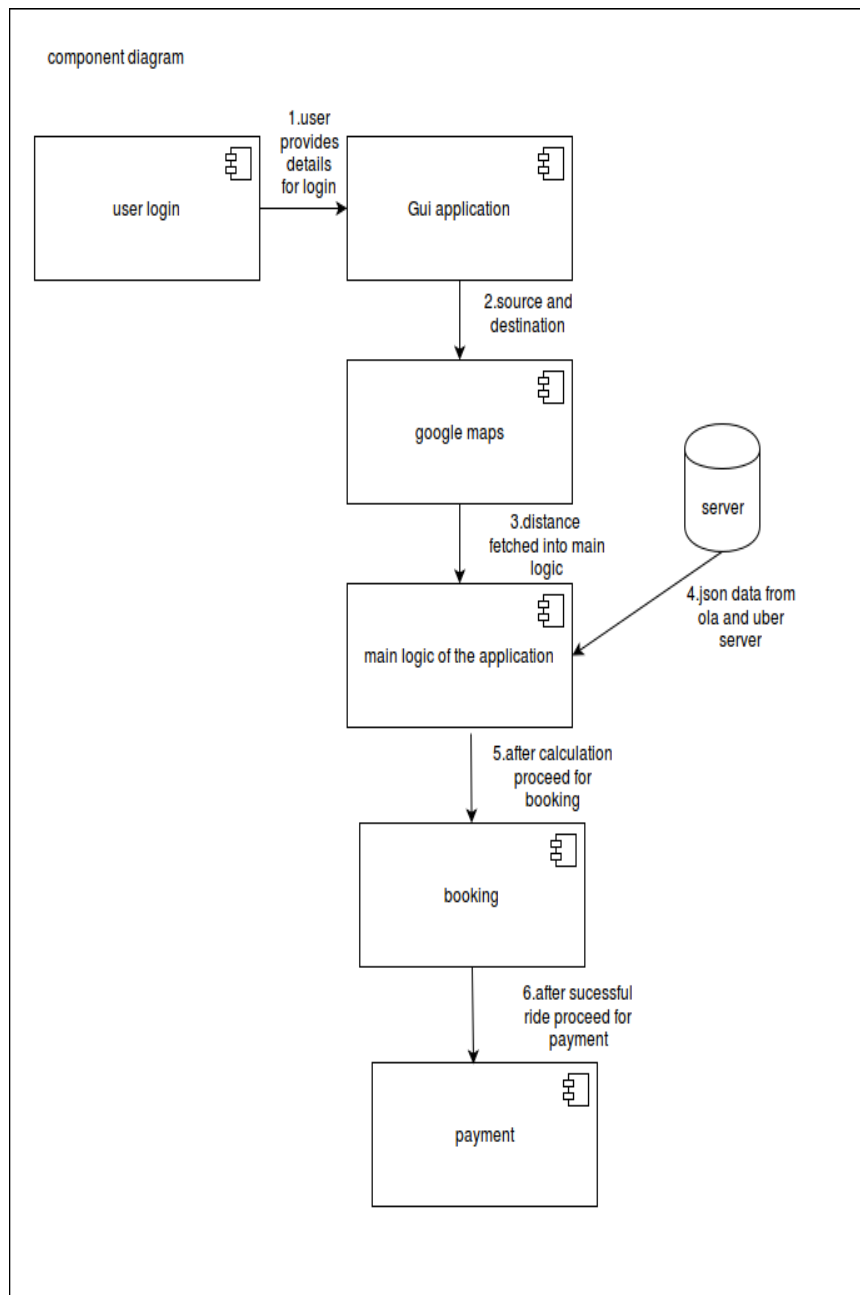 component diagram
1.user
provides
details
for login
user login
Gui application
2.source and
destination
google maps
3.distance
fetched into main
logic
server
4.json data from
ola and uber
server
main logic of the application
5.after calculation
proceed for
booking
booking
6.after sucessful
ride proceed for
payment
payment